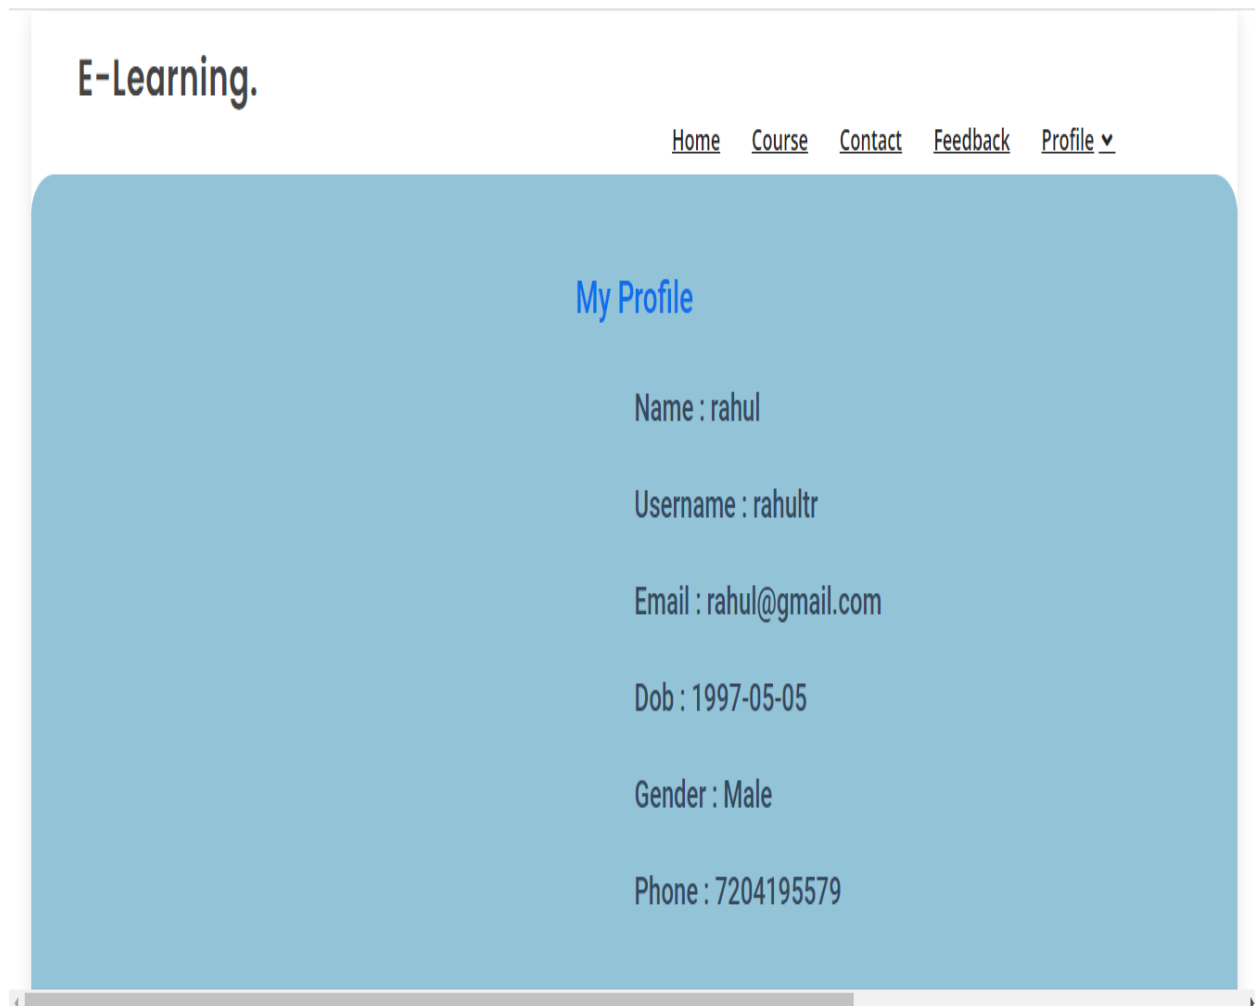 E-Learning.
Home Course Contact Feedback Profile
My Profile
Name : rahul
Username : rahultr
Email : rahul@gmail.com
Dob : 1997-05-05
Gender : Male
Phone : 7204195579